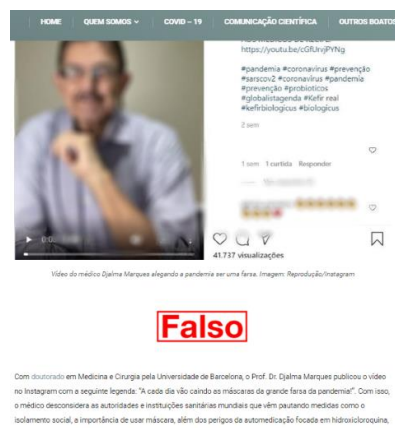 HOME QUEM SOMOS COVID – 19 COMUNICAÇÃO CIENTÍFICA OUTROS BOATOS
https://youtu.be/cGfUrvjPYNg
#pandemia #coronavirus #prevenção
#sarscov2 #coronavirus #pandemia
#prevenção #probioticos
#globalistagenda #Kefir real
#kefirbiologicus #biologicus
2 sem
1 sem 1 curtida Responder
41.737 visualizações
Vídeo do médico Djalma Marques alegando a pandemia ser uma farsa. Imagem: Reprodução/Instagram
Falso
Com doutorado em Medicina e Cirurgia pela Universidade de Barcelona, o Prof. Dr. Djalma Marques publicou o vídeo
no Instagram com a seguinte legenda: “A cada dia vão caindo as máscaras da grande farsa da pandemia!”. Com isso,
o médico desconsidera as autoridades e instituições sanitárias mundiais que vêm pautando medidas como o
isolamento social, a importância de usar máscara, além dos perigos da automedicação focada em hidroxicloroquina,